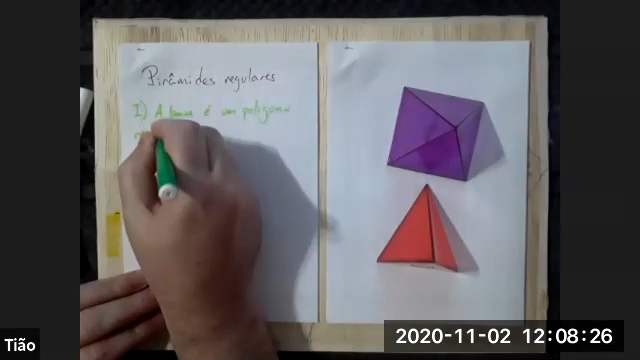 Pirâmides regulares
I) A base é um polígono
Tião
2020-11-02 12:08:26